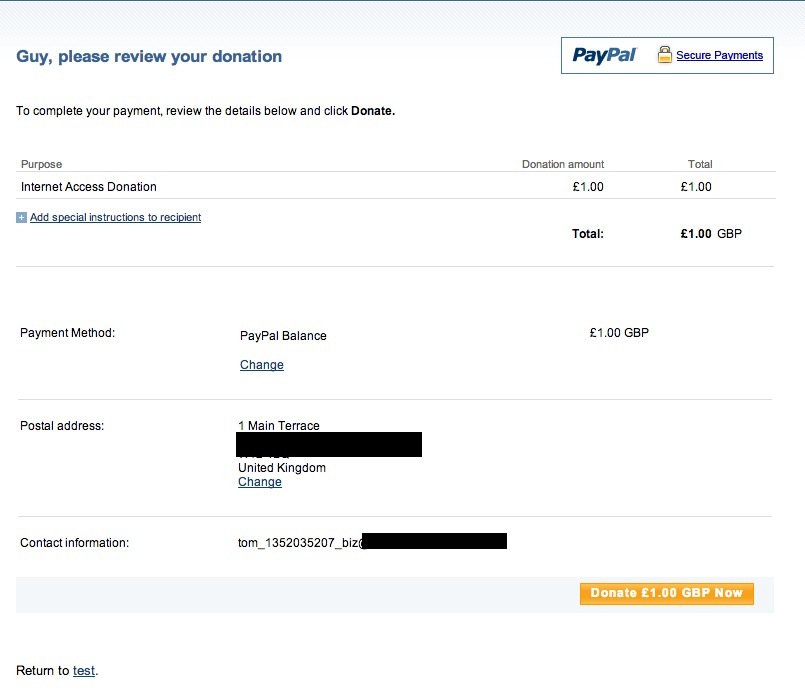 Guy, please review your donation
PayPal Secure Payments
To complete your payment, review the details below and click Donate.
Purpose Donation amount Total
Internet Access Donation £1.00 £1.00
Add special instructions to recipient
Total: £1.00 GBP
Payment Method: PayPal Balance £1.00 GBP
Change
Postal address: 1 Main Terrace
United Kingdom
Change
Contact information: tom_1352035207_biz@
Donate £1.00 GBP Now
Return to test.